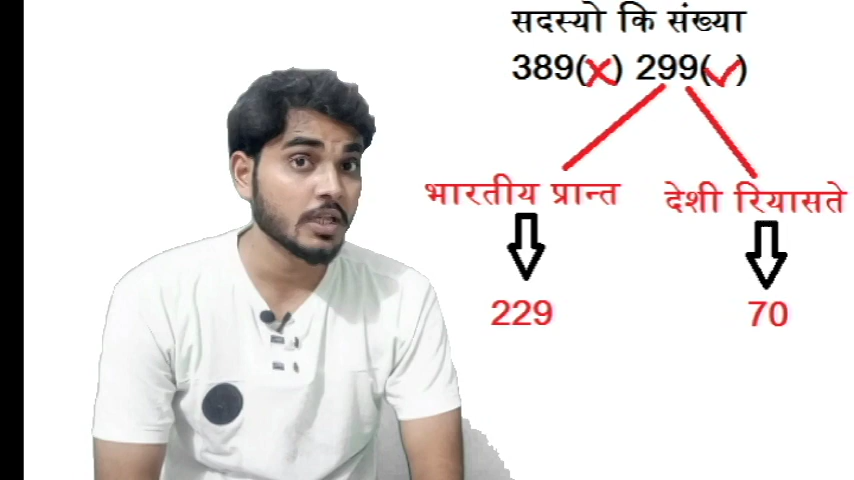 सदस्यो कि संख्या
389(✗) 299(✓)
भारतीय प्रान्त
देशी रियासते
229
70